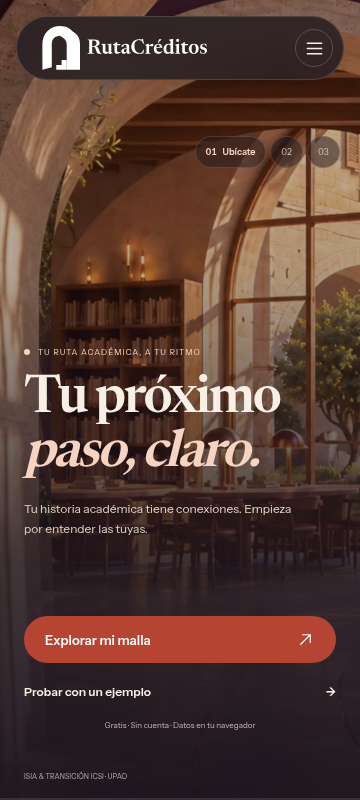 RutaCréditos
01 Ubícate 02 03
TU RUTA ACADÉMICA, A TU RITMO
Tu próximo
paso, claro.
Tu historia académica tiene conexiones. Empieza
por entender las tuyas.
Explorar mi malla
Probar con un ejemplo
Gratis · Sin cuenta · Datos en tu navegador
ISIA & TRANSICIÓN ICSI · UPAO